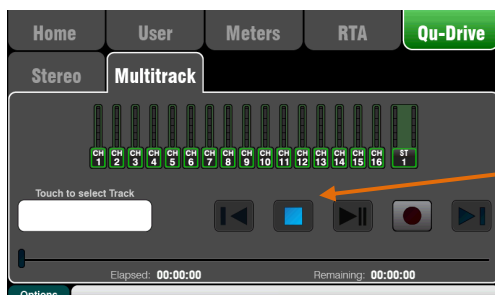 Home User Meters RTA Qu-Drive
Stereo Multitrack
CH 1 CH 2 CH 3 CH 4 CH 5 CH 6 CH 7 CH 8 CH 9 CH 10 CH 11 CH 12 CH 13 CH 14 CH 15 CH 16 ST 1
Touch to select Track
Elapsed: 00:00:00 Remaining: 00:00:00
Options